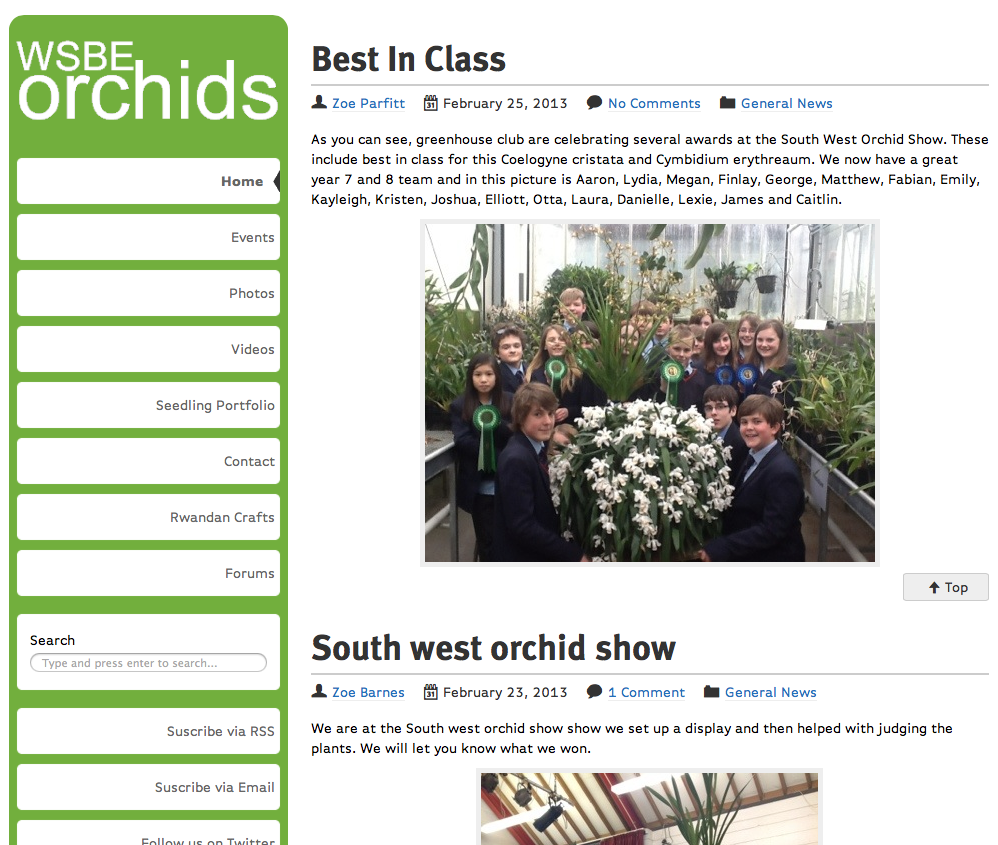 WSBE
orchids
Home
Events
Photos
Videos
Seedling Portfolio
Contact
Rwandan Crafts
Forums
Search
Type and press enter to search...
Suscribe via RSS
Suscribe via Email
Follow us on Twitter
Best In Class
Zoe Parfitt 31 February 25, 2013 No Comments General News
As you can see, greenhouse club are celebrating several awards at the South West Orchid Show. These
include best in class for this Coelogyne cristata and Cymbidium erythreaum. We now have a great
year 7 and 8 team and in this picture is Aaron, Lydia, Megan, Finlay, George, Matthew, Fabian, Emily,
Kayleigh, Kristen, Joshua, Elliott, Otta, Laura, Danielle, Lexie, James and Caitlin.
Top
South west orchid show
Zoe Barnes 31 February 23, 2013 1 Comment General News
We are at the South west orchid show show we set up a display and then helped with judging the
plants. We will let you know what we won.